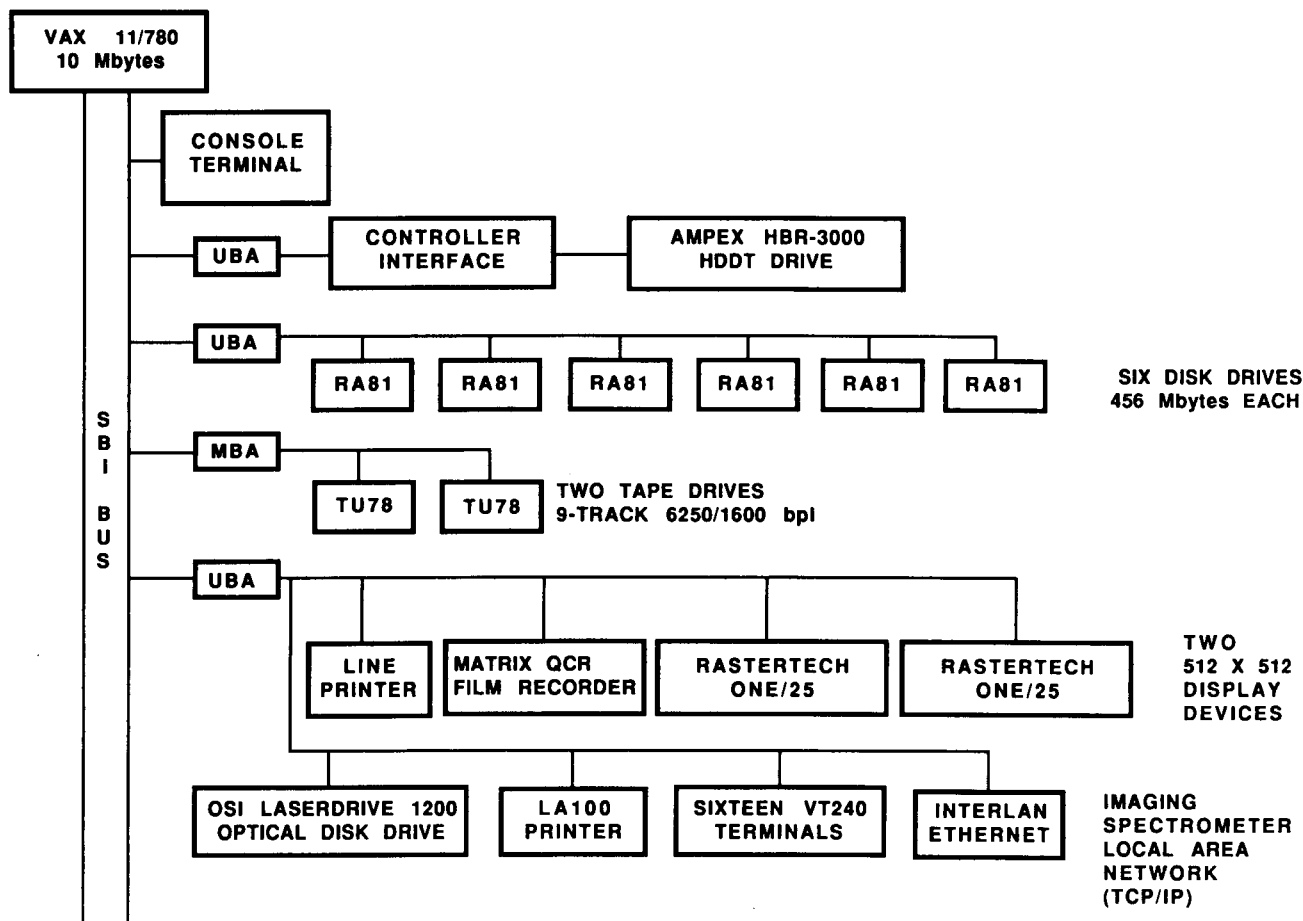 VAX 11/780
10 Mbytes
CONSOLE
TERMINAL
UBA
CONTROLLER
INTERFACE
AMPEX HBR-3000
HDDT DRIVE
UBA
RA81
RA81
RA81
RA81
RA81
RA81
SIX DISK DRIVES
456 Mbytes EACH
SBI BUS
MBA
TU78
TU78
TWO TAPE DRIVES
9-TRACK 6250/1600 bpi
UBA
LINE
PRINTER
MATRIX QCR
FILM RECORDER
RASTERTECH
ONE/25
RASTERTECH
ONE/25
TWO
512 X 512
DISPLAY
DEVICES
OSI LASERDRIVE 1200
OPTICAL DISK DRIVE
LA100
PRINTER
SIXTEEN VT240
TERMINALS
INTERLAN
ETHERNET
IMAGING
SPECTROMETER
LOCAL AREA
NETWORK
(TCP/IP)